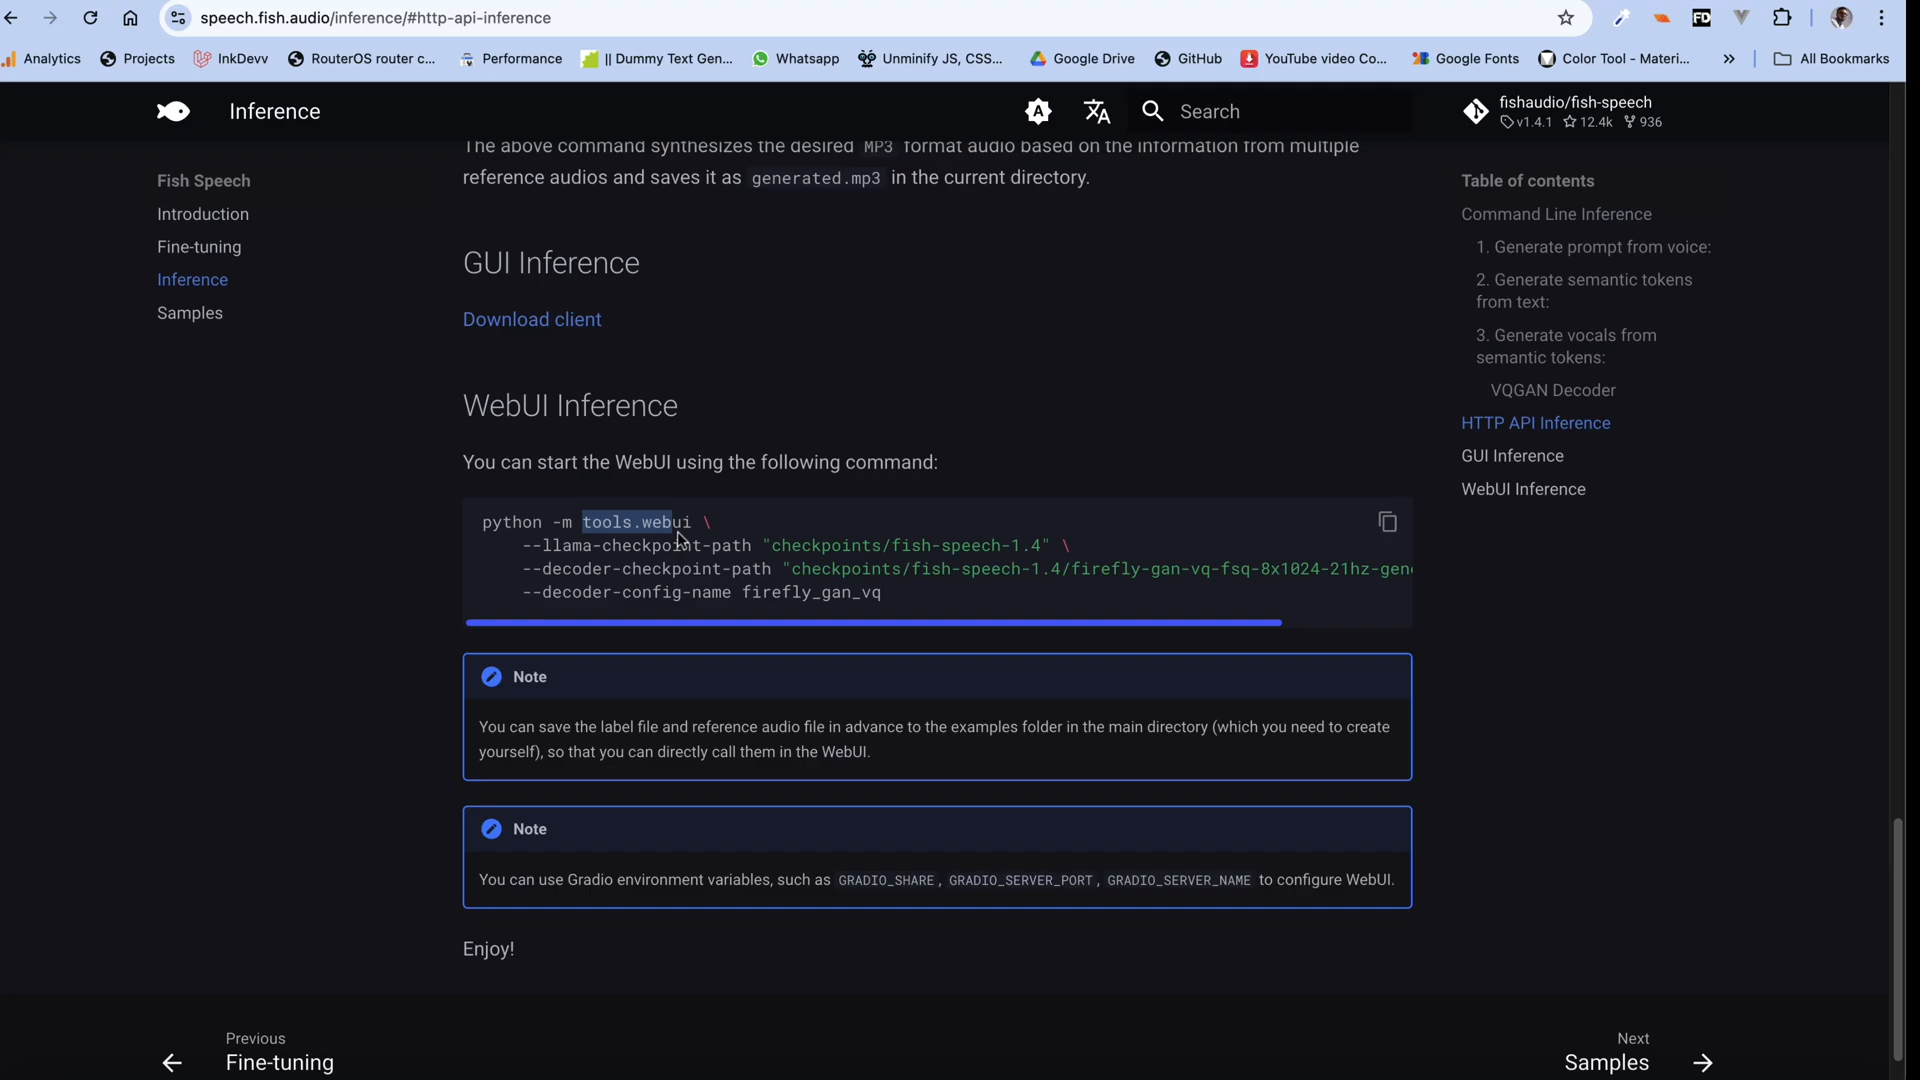 speech.fish.audio/inference/#http-api-inference
Analytics
Projects
InkDevv
RouterOS router c...
Performance
|| Dummy Text Gen...
Whatsapp
Unminify JS, CSS...
Google Drive
GitHub
YouTube video Co...
Google Fonts
Color Tool - Materi...
»
All Bookmarks
Inference
Search
fishaudio/fish-speech
v1.4.1 12.4k 936
Fish Speech
Introduction
Fine-tuning
Inference
Samples
The above command synthesizes the desired MP3 format audio based on the information from multiple
reference audios and saves it as generated.mp3 in the current directory.
GUI Inference
Download client
WebUI Inference
You can start the WebUI using the following command:
python -m tools.webui \
--llama-checkpoint-path "checkpoints/fish-speech-1.4" \
--decoder-checkpoint-path "checkpoints/fish-speech-1.4/firefly-gan-vq-fsq-8x1024-21hz-gen
--decoder-config-name firefly_gan_vq
Note
You can save the label file and reference audio file in advance to the examples folder in the main directory (which you need to create
yourself), so that you can directly call them in the WebUI.
Note
You can use Gradio environment variables, such as GRADIO_SHARE, GRADIO_SERVER_PORT, GRADIO_SERVER_NAME to configure WebUI.
Enjoy!
Table of contents
Command Line Inference
1. Generate prompt from voice:
2. Generate semantic tokens
from text:
3. Generate vocals from
semantic tokens:
VQGAN Decoder
HTTP API Inference
GUI Inference
WebUI Inference
Previous
Fine-tuning
Next
Samples